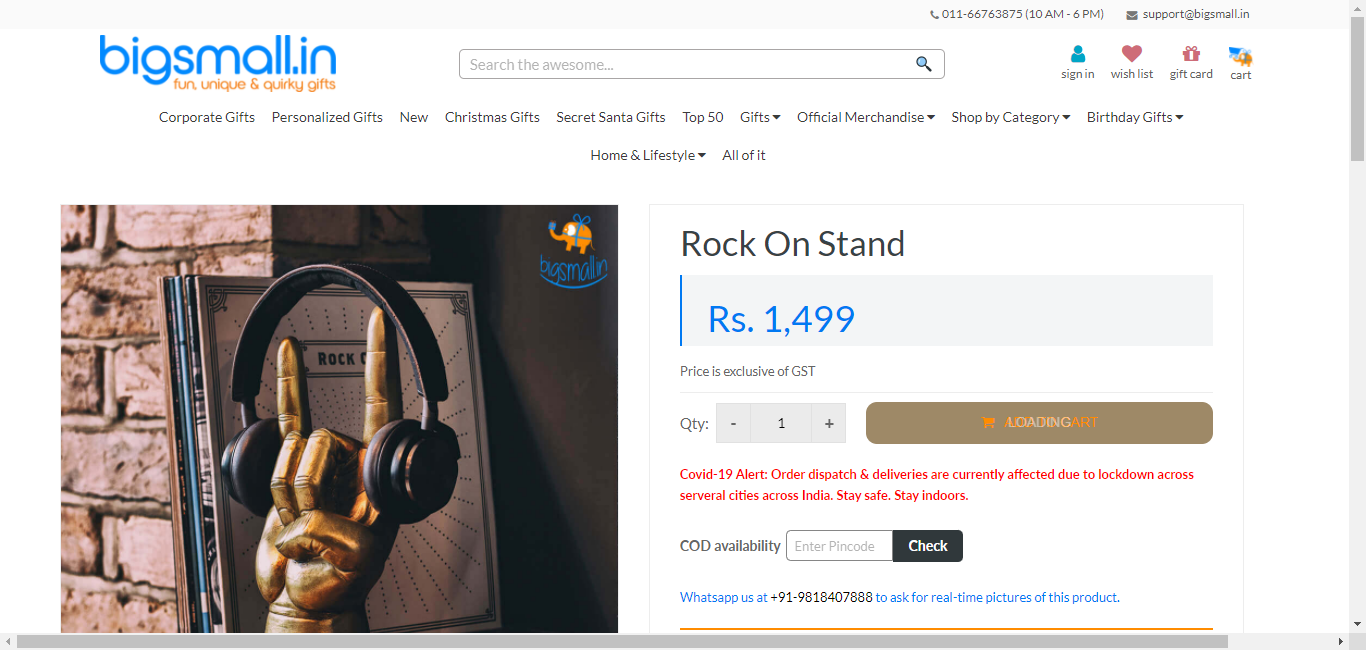 011-66763875 (10 AM - 6 PM) support@bigsmall.in
bigsmall.in
fun, unique & quirky gifts
Search the awesome...
sign in
wish list
gift card
cart
Corporate Gifts Personalized Gifts New Christmas Gifts Secret Santa Gifts Top 50 Gifts Official Merchandise Shop by Category Birthday Gifts
Home & Lifestyle All of it
bigsmall.in
ROCK O
Rock On Stand
Rs. 1,499
Price is exclusive of GST
Qty: - 1 +
LOADING
Covid-19 Alert: Order dispatch & deliveries are currently affected due to lockdown across
serveral cities across India. Stay safe. Stay indoors.
COD availability Enter Pincode Check
Whatsapp us at +91-9818407888 to ask for real-time pictures of this product.